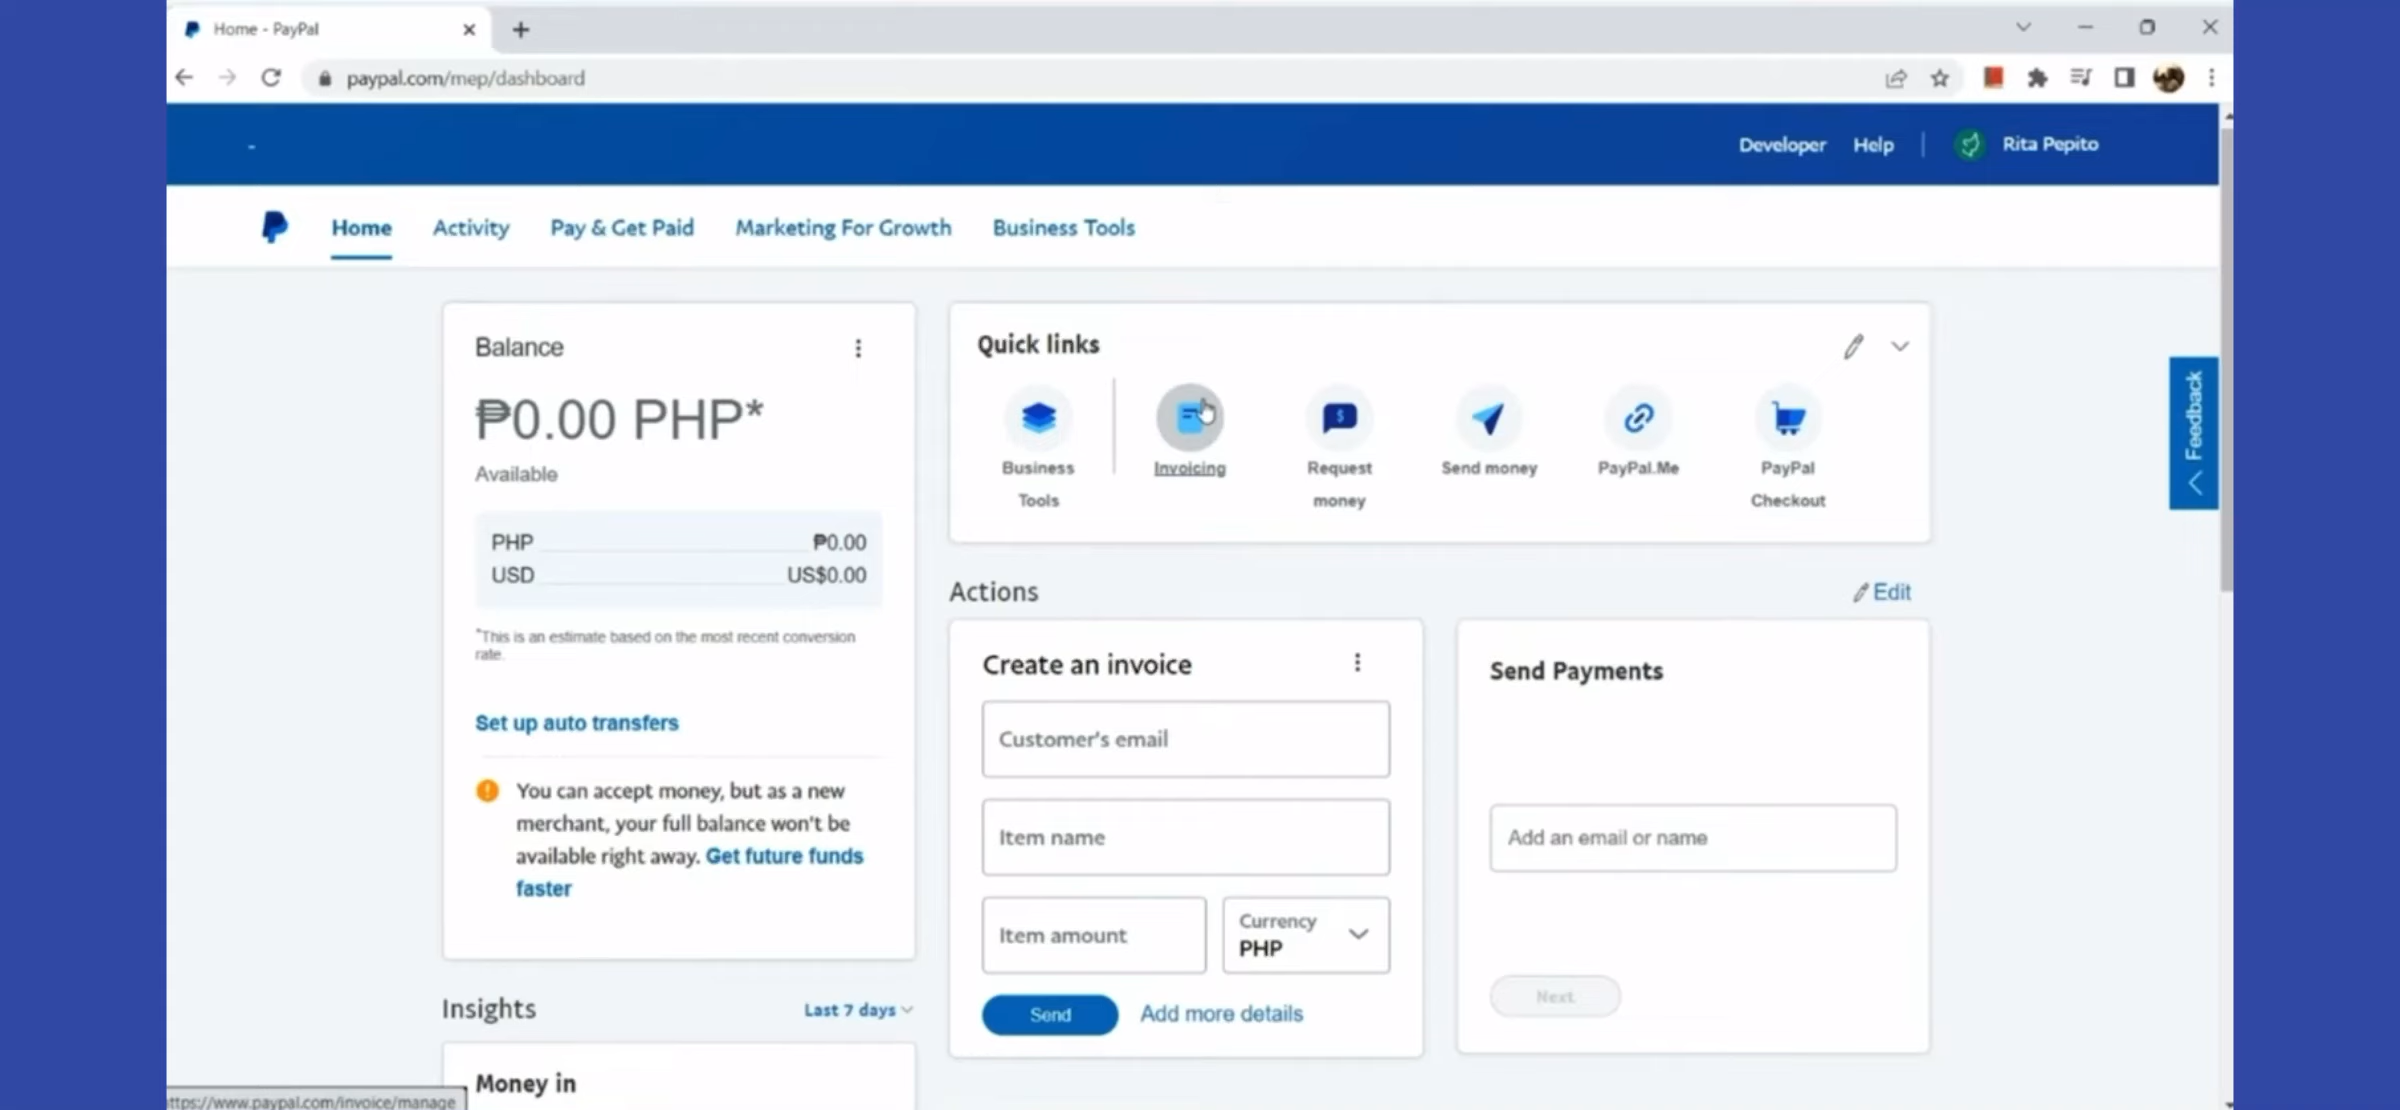 Home - PayPal
paypal.com/mep/dashboard
Developer Help Rita Pepito
Home Activity Pay & Get Paid Marketing For Growth Business Tools
Balance
₱0.00 PHP*
Available
PHP ₱0.00
USD US$0.00
*This is an estimate based on the most recent conversion
rate.
Set up auto transfers
You can accept money, but as a new
merchant, your full balance won't be
available right away. Get future funds
faster
Insights Last 7 days
Money in
Quick links
Business
Tools
Invoicing
Request
money
Send money
PayPal.Me
PayPal
Checkout
Feedback
Actions Edit
Create an invoice
Customer's email
Item name
Item amount
Currency
PHP
Send Add more details
Send Payments
Add an email or name
Next
ttps://www.paypal.com/invoice/manage